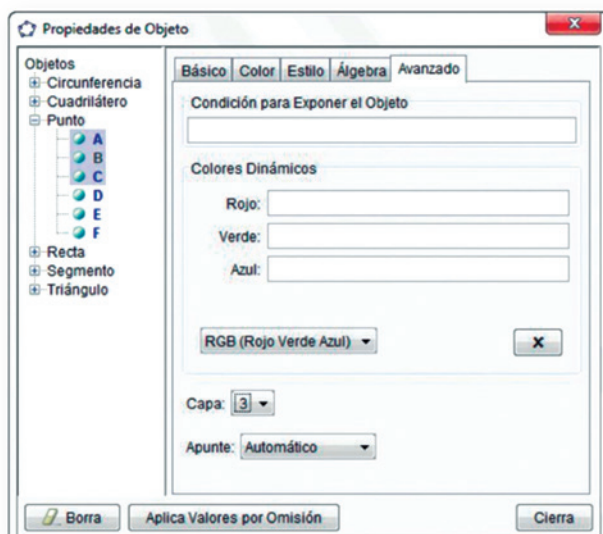 Propiedades de Objeto
Objetos
Circunferencia
Cuadrilátero
Punto
A
B
C
D
E
F
Recta
Segmento
Triángulo
Básico Color Estilo Álgebra Avanzado
Condición para Exponer el Objeto
Colores Dinámicos
Rojo:
Verde:
Azul:
RGB (Rojo Verde Azul) x
Capa: 3
Apunte: Automático
Borra Aplica Valores por Omisión Cierra